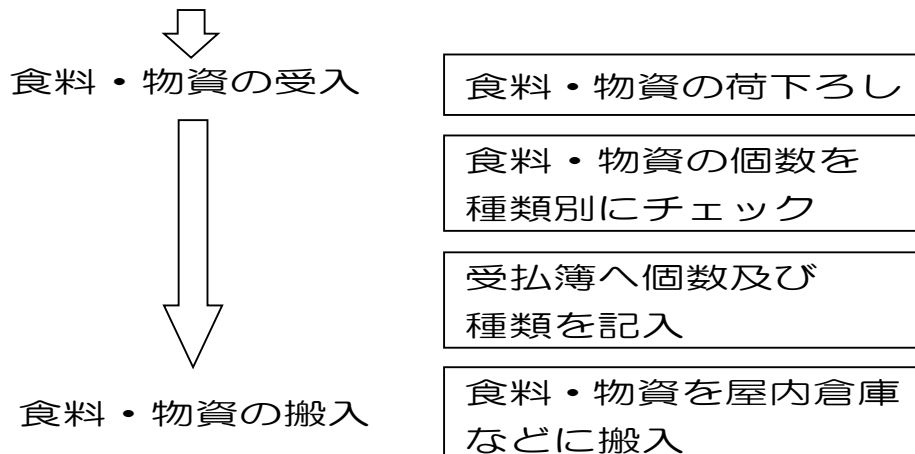 食料・物資の受入
食料・物資の荷下ろし
食料・物資の個数を
種類別にチェック
受払簿へ個数及び
種類を記入
食料・物資の搬入
食料・物資を屋内倉庫
などに搬入